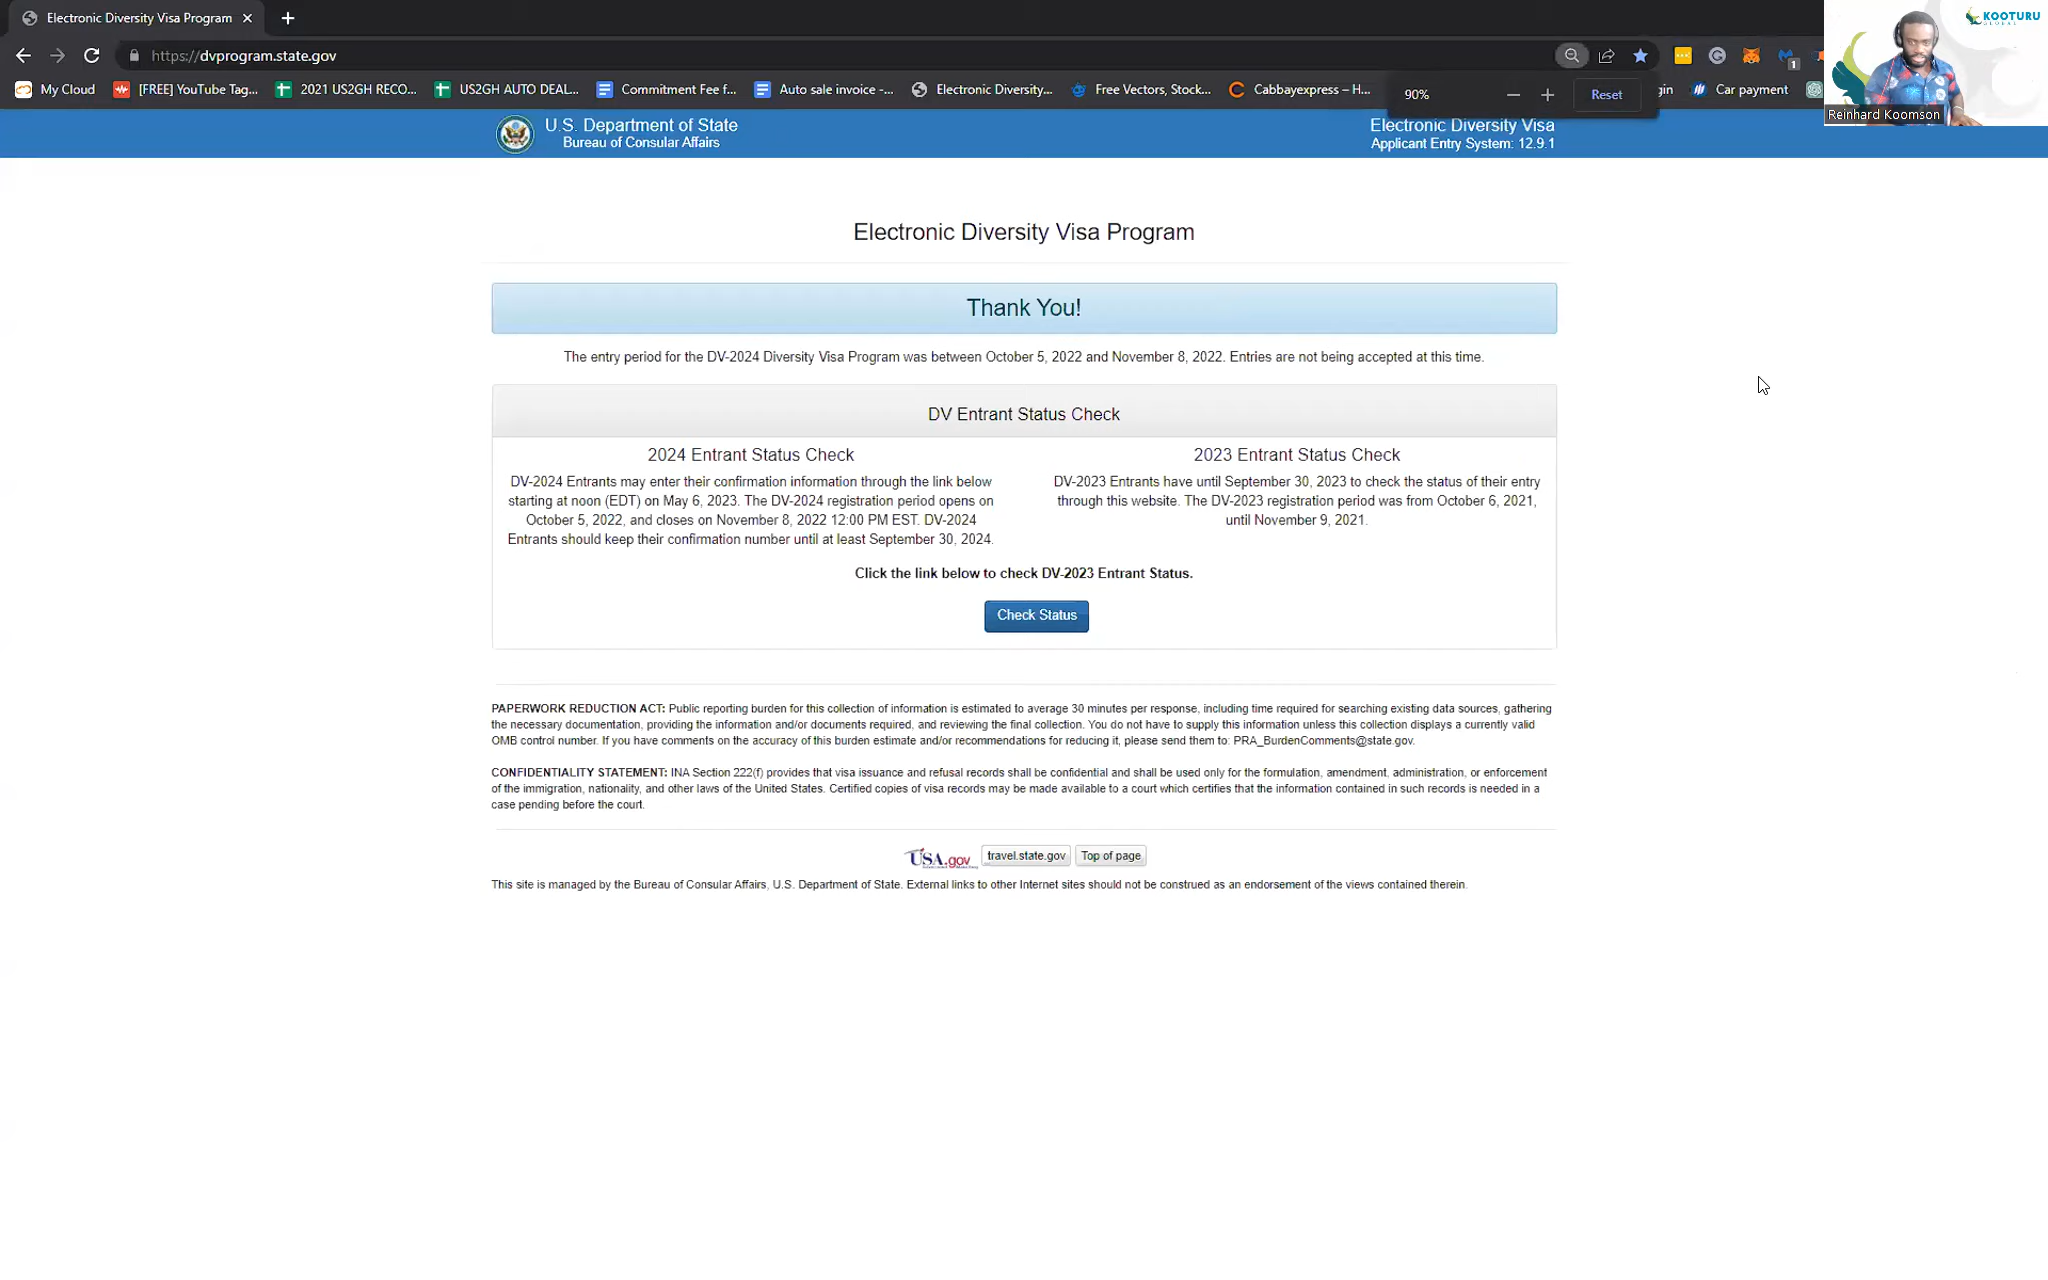 Electronic Diversity Visa Program
https://dvprogram.state.gov
My Cloud
[FREE] YouTube Tag...
2021 US2GH RECO...
US2GH AUTO DEAL...
Commitment Fee f...
Auto sale invoice -...
Electronic Diversity...
Free Vectors, Stock...
Cabbayexpress – H...
90%
Reset
gin
Car payment
1
KOOTURU
GLOBAL
Reinhard Koomson
U.S. Department of State
Bureau of Consular Affairs
Electronic Diversity Visa
Applicant Entry System: 12.9.1
Electronic Diversity Visa Program
Thank You!
The entry period for the DV-2024 Diversity Visa Program was between October 5, 2022 and November 8, 2022. Entries are not being accepted at this time.
DV Entrant Status Check
2024 Entrant Status Check
DV-2024 Entrants may enter their confirmation information through the link below
starting at noon (EDT) on May 6, 2023. The DV-2024 registration period opens on
October 5, 2022, and closes on November 8, 2022 12:00 PM EST. DV-2024
Entrants should keep their confirmation number until at least September 30, 2024.
2023 Entrant Status Check
DV-2023 Entrants have until September 30, 2023 to check the status of their entry
through this website. The DV-2023 registration period was from October 6, 2021,
until November 9, 2021.
Click the link below to check DV-2023 Entrant Status.
Check Status
PAPERWORK REDUCTION ACT: Public reporting burden for this collection of information is estimated to average 30 minutes per response, including time required for searching existing data sources, gathering
the necessary documentation, providing the information and/or documents required, and reviewing the final collection. You do not have to supply this information unless this collection displays a currently valid
OMB control number. If you have comments on the accuracy of this burden estimate and/or recommendations for reducing it, please send them to: PRA_BurdenComments@state.gov.
CONFIDENTIALITY STATEMENT: INA Section 222(f) provides that visa issuance and refusal records shall be confidential and shall be used only for the formulation, amendment, administration, or enforcement
of the immigration, nationality, and other laws of the United States. Certified copies of visa records may be made available to a court which certifies that the information contained in such records is needed in a
case pending before the court.
USA.gov
travel.state.gov
Top of page
This site is managed by the Bureau of Consular Affairs, U.S. Department of State. External links to other Internet sites should not be construed as an endorsement of the views contained therein.